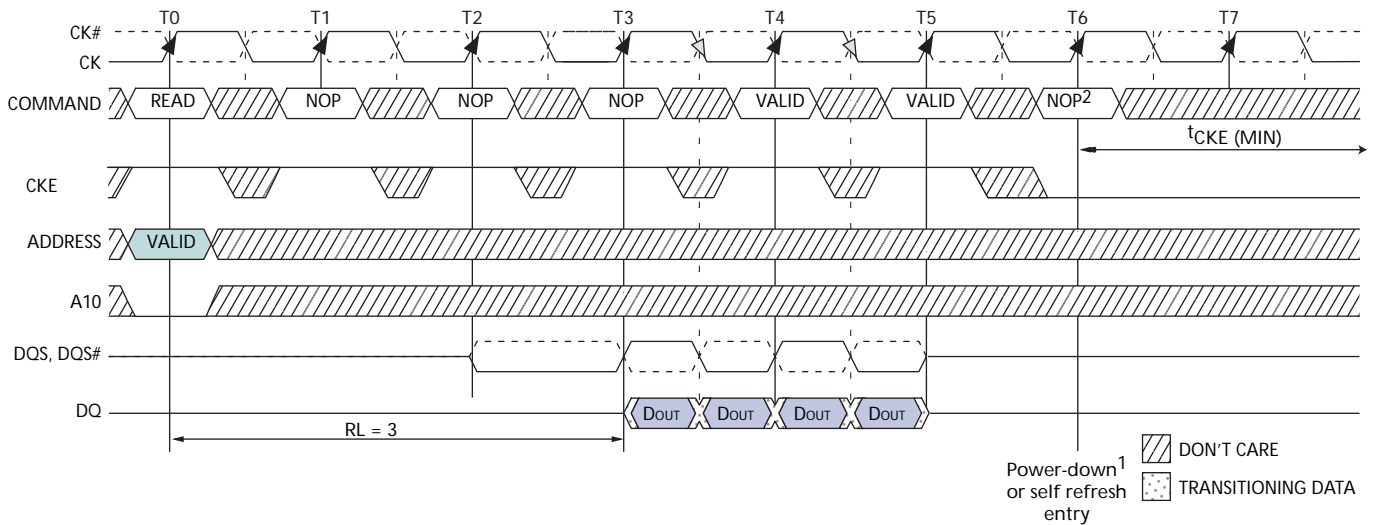 T0 T1 T2 T3 T4 T5 T6 T7
CK#
CK
COMMAND READ NOP NOP NOP VALID VALID NOP2
tCKE (MIN)
CKE
ADDRESS VALID
A10
DQS, DQS#
DQ DOUT DOUT DOUT DOUT
RL = 3
DON'T CARE
Power-down1
or self refresh
entry
TRANSITIONING DATA